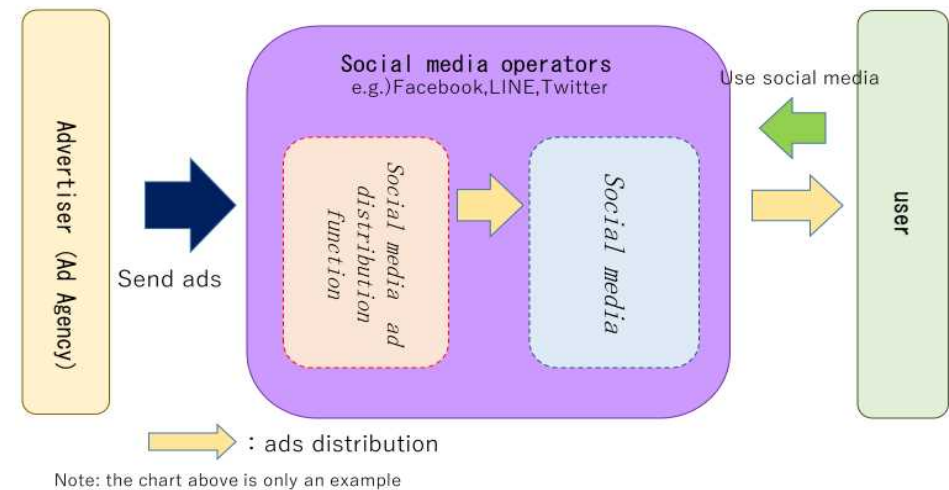 Social media operators
e.g.)Facebook,LINE,Twitter
Use social media
Advertiser (Ad Agency)
Send ads
Social media ad
distribution
function
Social media
user
：ads distribution
Note: the chart above is only an example